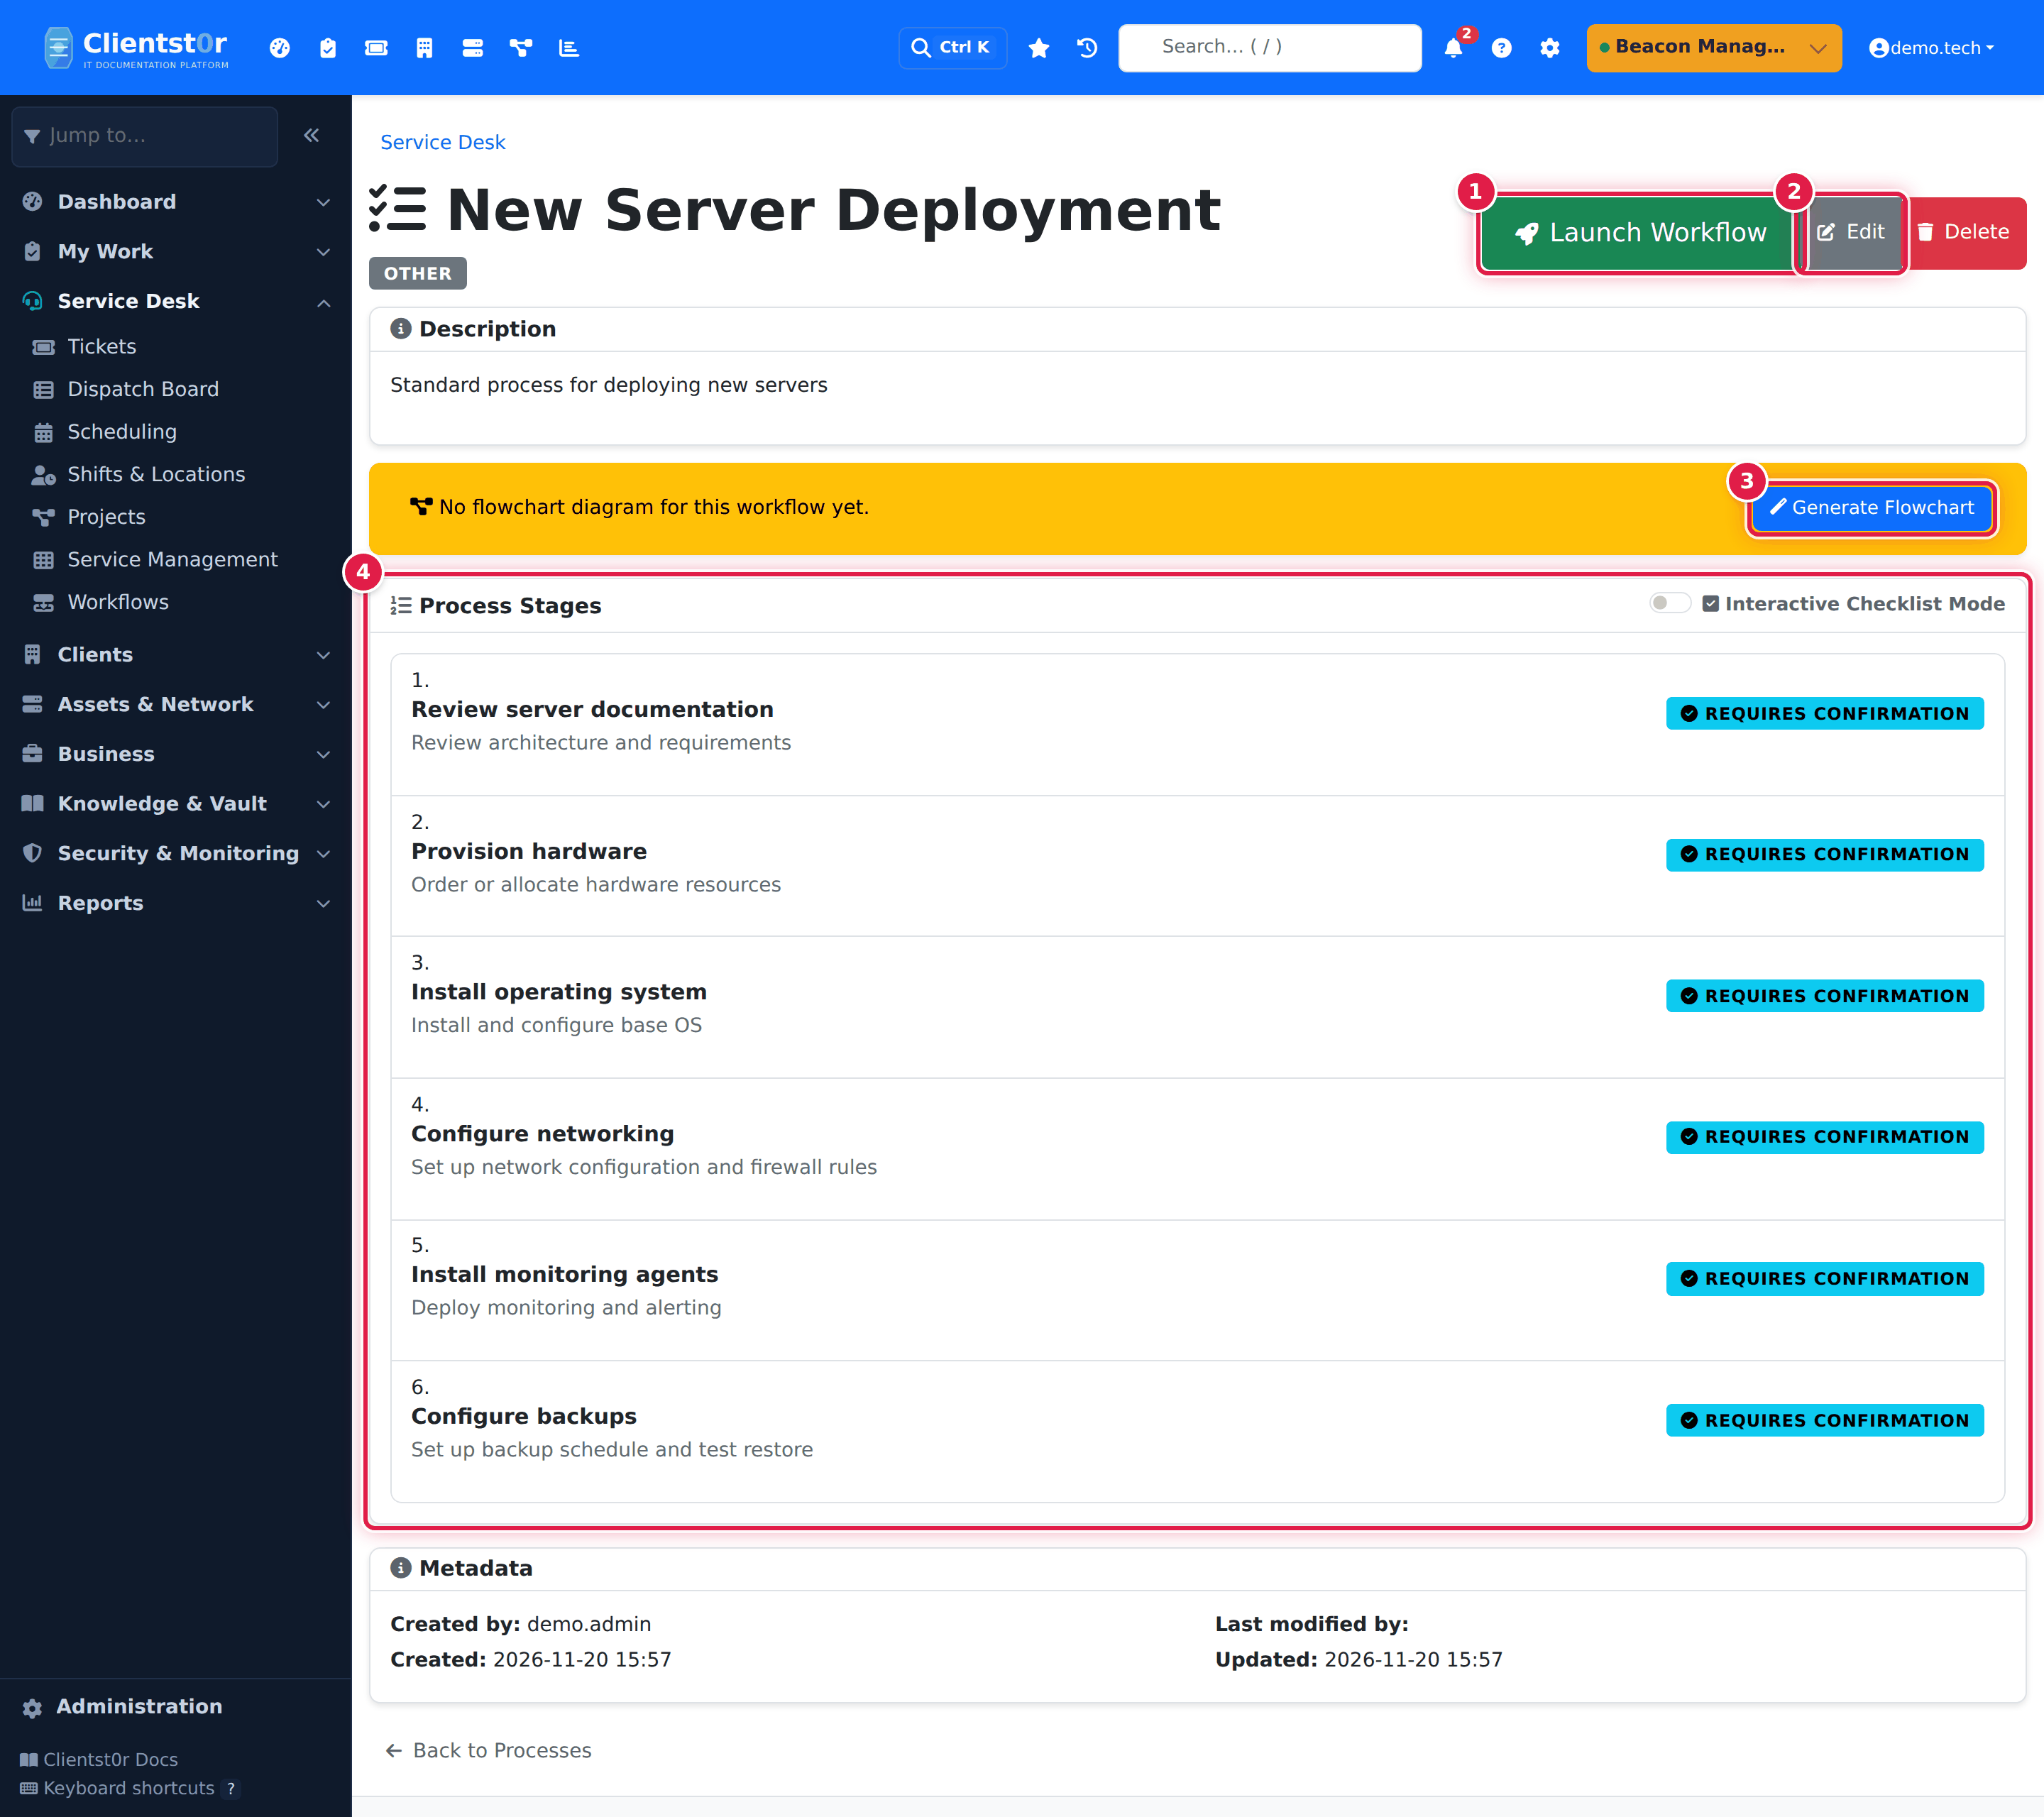 Clientst0r
IT DOCUMENTATION PLATFORM
Ctrl K
Search... ( / )
2
Beacon Manag...
demo.tech
Jump to...
Dashboard
My Work
Service Desk
Tickets
Dispatch Board
Scheduling
Shifts & Locations
Projects
Service Management
Workflows
Clients
Assets & Network
Business
Knowledge & Vault
Security & Monitoring
Reports
Administration
Clientst0r Docs
Keyboard shortcuts ?
Service Desk
New Server Deployment
1
Launch Workflow
2
Edit
Delete
OTHER
Description
Standard process for deploying new servers
No flowchart diagram for this workflow yet.
3
Generate Flowchart
4
Process Stages
Interactive Checklist Mode
1.
Review server documentation
Review architecture and requirements
REQUIRES CONFIRMATION
2.
Provision hardware
Order or allocate hardware resources
REQUIRES CONFIRMATION
3.
Install operating system
Install and configure base OS
REQUIRES CONFIRMATION
4.
Configure networking
Set up network configuration and firewall rules
REQUIRES CONFIRMATION
5.
Install monitoring agents
Deploy monitoring and alerting
REQUIRES CONFIRMATION
6.
Configure backups
Set up backup schedule and test restore
REQUIRES CONFIRMATION
Metadata
Created by: demo.admin
Last modified by:
Created: 2026-11-20 15:57
Updated: 2026-11-20 15:57
Back to Processes